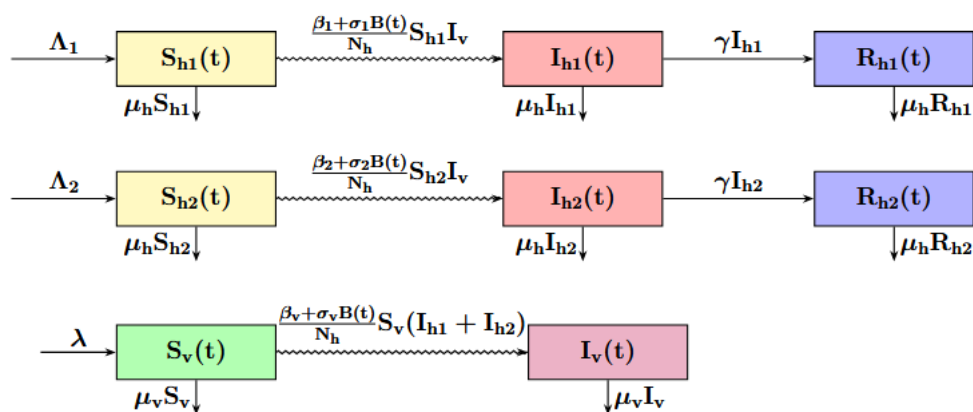 Λ₁ S_h1(t) (β₁+σ₁B(t))/N_h S_h1 I_v I_h1(t) γI_h1 R_h1(t)
μ_h S_h1 μ_h I_h1 μ_h R_h1
Λ₂ S_h2(t) (β₂+σ₂B(t))/N_h S_h2 I_v I_h2(t) γI_h2 R_h2(t)
μ_h S_h2 μ_h I_h2 μ_h R_h2
λ S_v(t) (β_v+σ_vB(t))/N_h S_v(I_h1 + I_h2) I_v(t)
μ_v S_v μ_v I_v